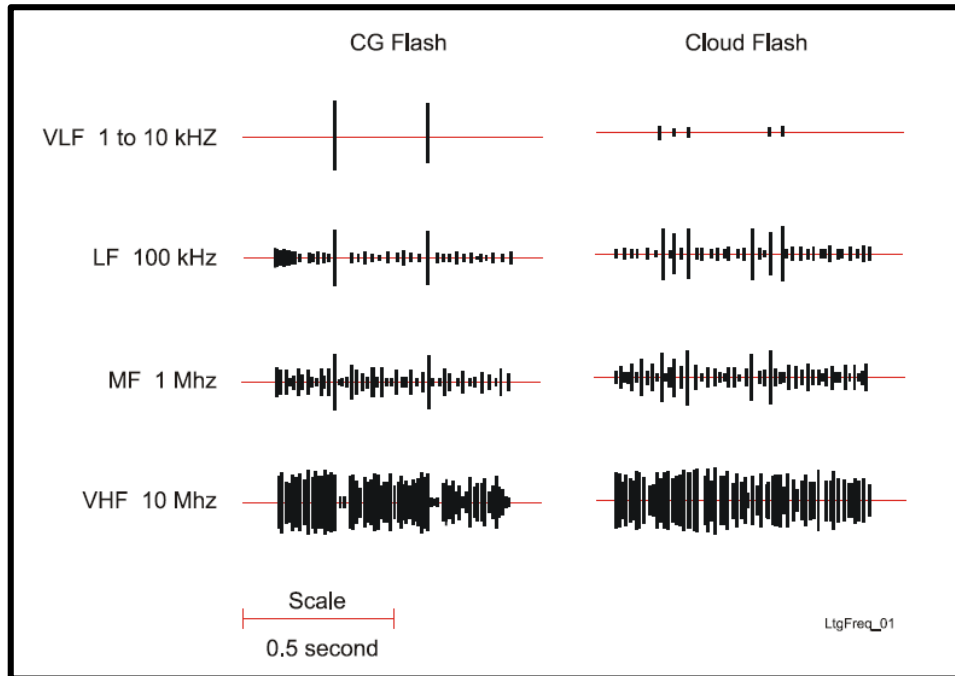 CG Flash Cloud Flash
VLF 1 to 10 kHZ
LF 100 kHz
MF 1 Mhz
VHF 10 Mhz
Scale
0.5 second
LtgFreq_01